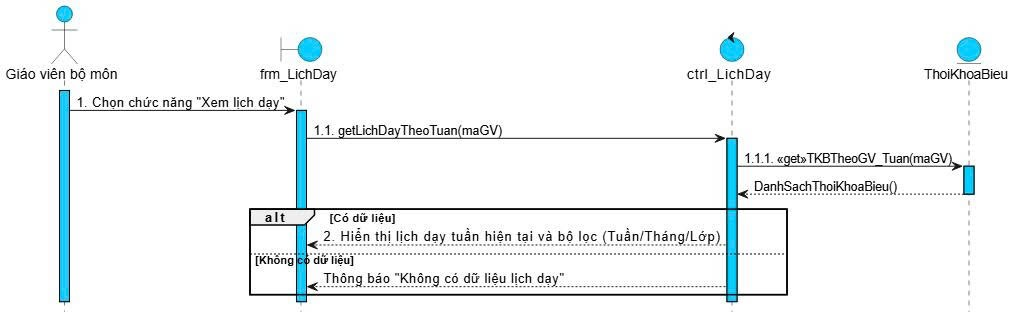 Giáo viên bộ môn
frm_LichDay
ctrl_LichDay
ThoiKhoaBieu
1. Chọn chức năng "Xem lịch dạy"
1.1. getLichDayTheoTuan(maGV)
1.1.1. «get»TKBTheoGV_Tuan(maGV)
DanhSachThoiKhoaBieu()
alt [Có dữ liệu]
2. Hiển thị lịch dạy tuần hiện tại và bộ lọc (Tuần/Tháng/Lớp)
[Không có dữ liệu]
Thông báo "Không có dữ liệu lịch dạy"